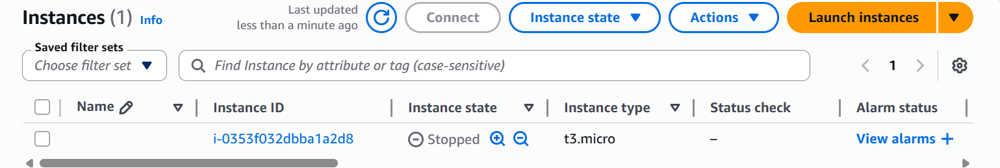 Instances (1) Info
Last updated
less than a minute ago
Connect
Instance state
Actions
Launch instances
Saved filter sets
Choose filter set
Find Instance by attribute or tag (case-sensitive)
1
Name Instance ID Instance state Instance type Status check Alarm status
i-0353f032dbba1a2d8 Stopped t3.micro – View alarms +